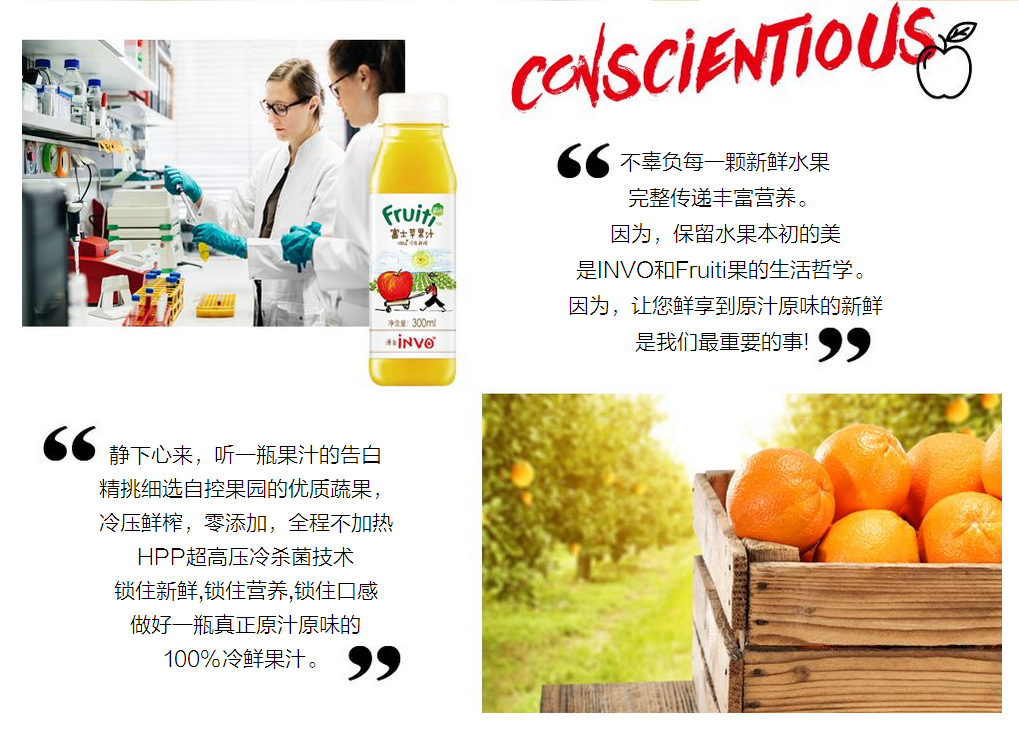 CONSCIENTIOUS
“ 不辜负每一颗新鲜水果
完整传递丰富营养。
因为，保留水果本初的美
是INVO和Fruiti果的生活哲学。
因为，让您鲜享到原汁原味的新鲜
是我们最重要的事! ”
Fruiti
富士苹果汁
净含量：300ml
源自 iNVO
“ 静下心来，听一瓶果汁的告白
精挑细选自控果园的优质蔬果，
冷压鲜榨，零添加，全程不加热
HPP超高压冷杀菌技术
锁住新鲜,锁住营养,锁住口感
做好一瓶真正原汁原味的
100%冷鲜果汁。 ”